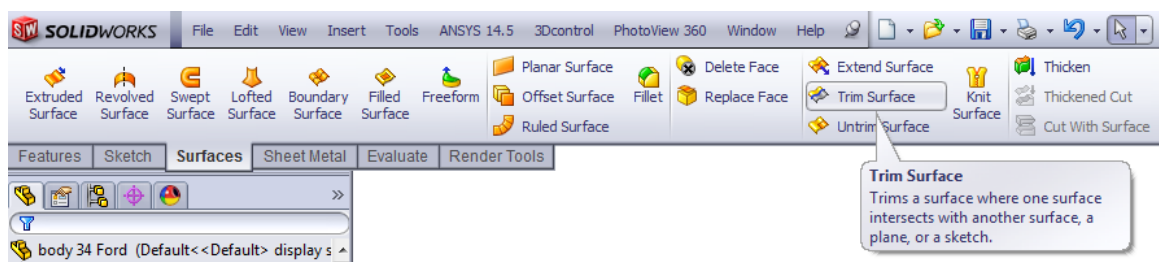 SW SOLIDWORKS File Edit View Insert Tools ANSYS 14.5 3Dcontrol PhotoView 360 Window Help
Extruded Surface
Revolved Surface
Swept Surface
Lofted Surface
Boundary Surface
Filled Surface
Freeform
Planar Surface
Offset Surface
Ruled Surface
Fillet
Delete Face
Replace Face
Extend Surface
Trim Surface
Untrim Surface
Knit Surface
Thicken
Thickened Cut
Cut With Surface
Features Sketch Surfaces Sheet Metal Evaluate Render Tools
Trim Surface
Trims a surface where one surface
intersects with another surface, a
plane, or a sketch.
»
body 34 Ford (Default<<Default> display s